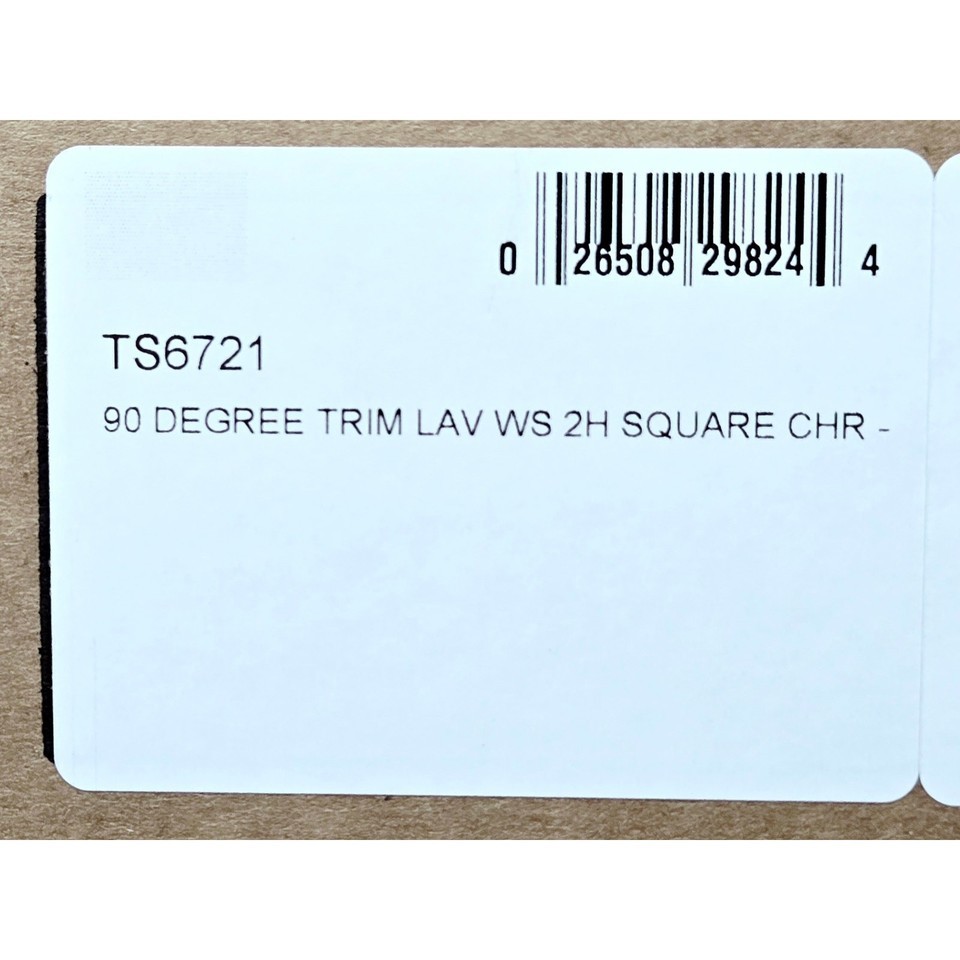 0 26508 29824 4
TS6721
90 DEGREE TRIM LAV WS 2H SQUARE CHR -